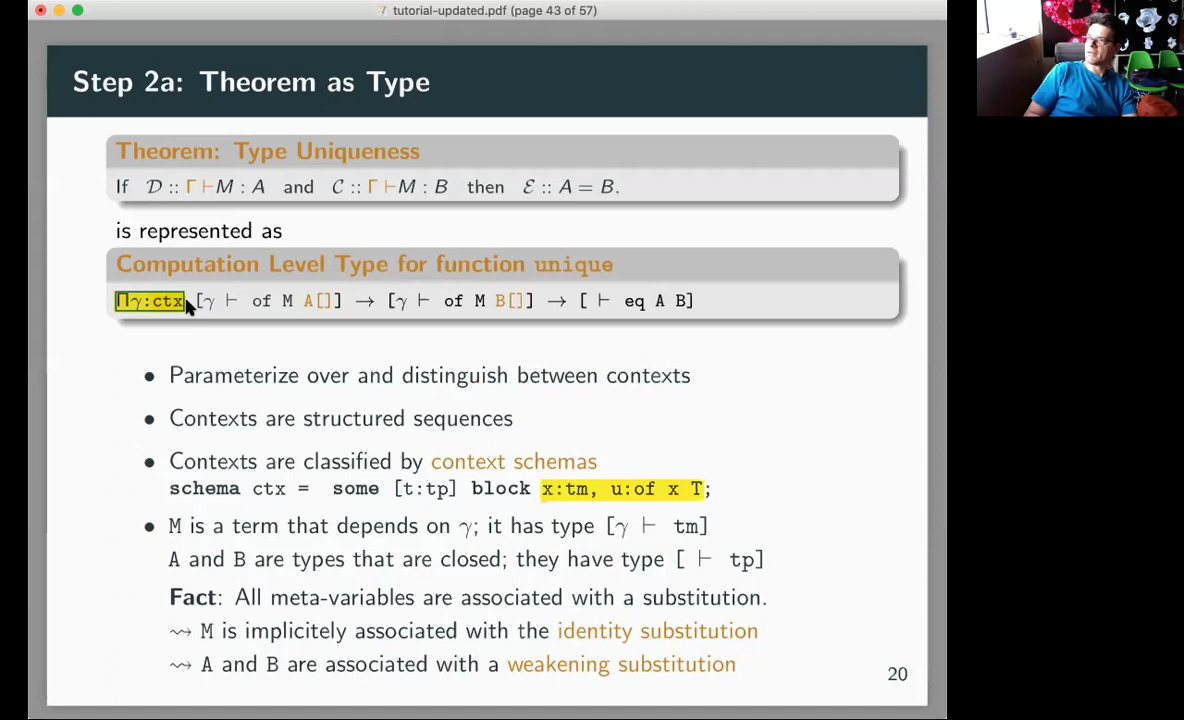 tutorial-updated.pdf (page 43 of 57)
Step 2a: Theorem as Type
Theorem: Type Uniqueness
If 𝒟 :: Γ ⊢M : A and 𝒞 :: Γ ⊢M : B then ℰ :: A = B.
is represented as
Computation Level Type for function unique
Πγ:ctx [γ ⊢ of M A[]] → [γ ⊢ of M B[]] → [ ⊢ eq A B]
• Parameterize over and distinguish between contexts
• Contexts are structured sequences
• Contexts are classified by context schemas
schema ctx = some [t:tp] block x:tm, u:of x T;
• M is a term that depends on γ; it has type [γ ⊢ tm]
A and B are types that are closed; they have type [ ⊢ tp]
Fact: All meta-variables are associated with a substitution.
⇝ M is implicitely associated with the identity substitution
⇝ A and B are associated with a weakening substitution
20